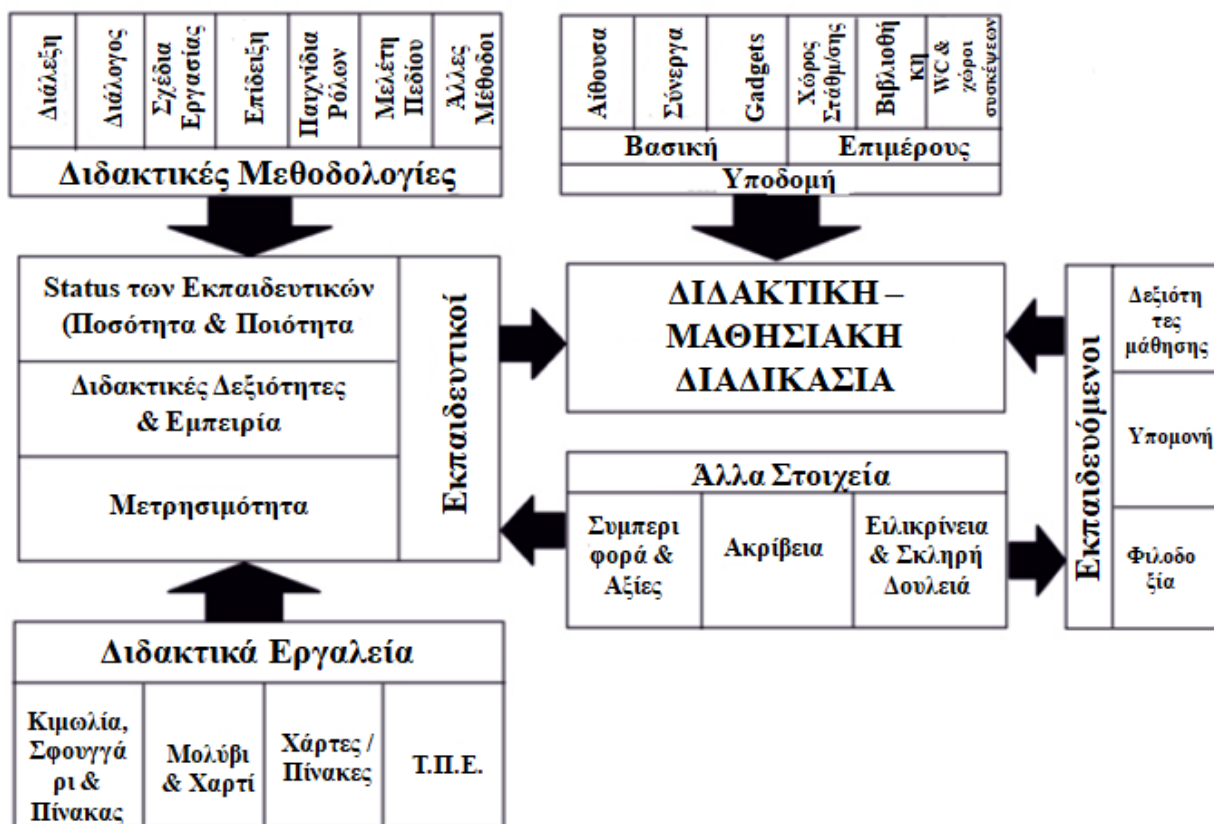 Διάλεξη
Διάλογος
Σχέδια
Εργασίας
Επίδειξη
Παιχνίδια
Ρόλων
Μελέτη
Πεδίου
Άλλες
Μέθοδοι
Διδακτικές Μεθοδολογίες
Αίθουσα
Σύνεργα
Gadgets
Χώρος
Στάθμ/σης
Βιβλιοθή
κη
WC &
χώροι
συσκέψεων
Βασική
Επιμέρους
Υποδομή
Status των Εκπαιδευτικών
(Ποσότητα & Ποιότητα
Διδακτικές Δεξιότητες
& Εμπειρία
Μετρησιμότητα
Εκπαιδευτικοί
ΔΙΔΑΚΤΙΚΗ –
ΜΑΘΗΣΙΑΚΗ
ΔΙΑΔΙΚΑΣΙΑ
Εκπαιδευόμενοι
Δεξιότη
τες
μάθησης
Υπομονή
Φιλοδο
ξία
Άλλα Στοιχεία
Συμπερι
φορά &
Αξίες
Ακρίβεια
Ειλικρίνεια
& Σκληρή
Δουλειά
Διδακτικά Εργαλεία
Κιμωλία,
Σφουγγά
ρι &
Πίνακας
Μολύβι
& Χαρτί
Χάρτες /
Πίνακες
Τ.Π.Ε.